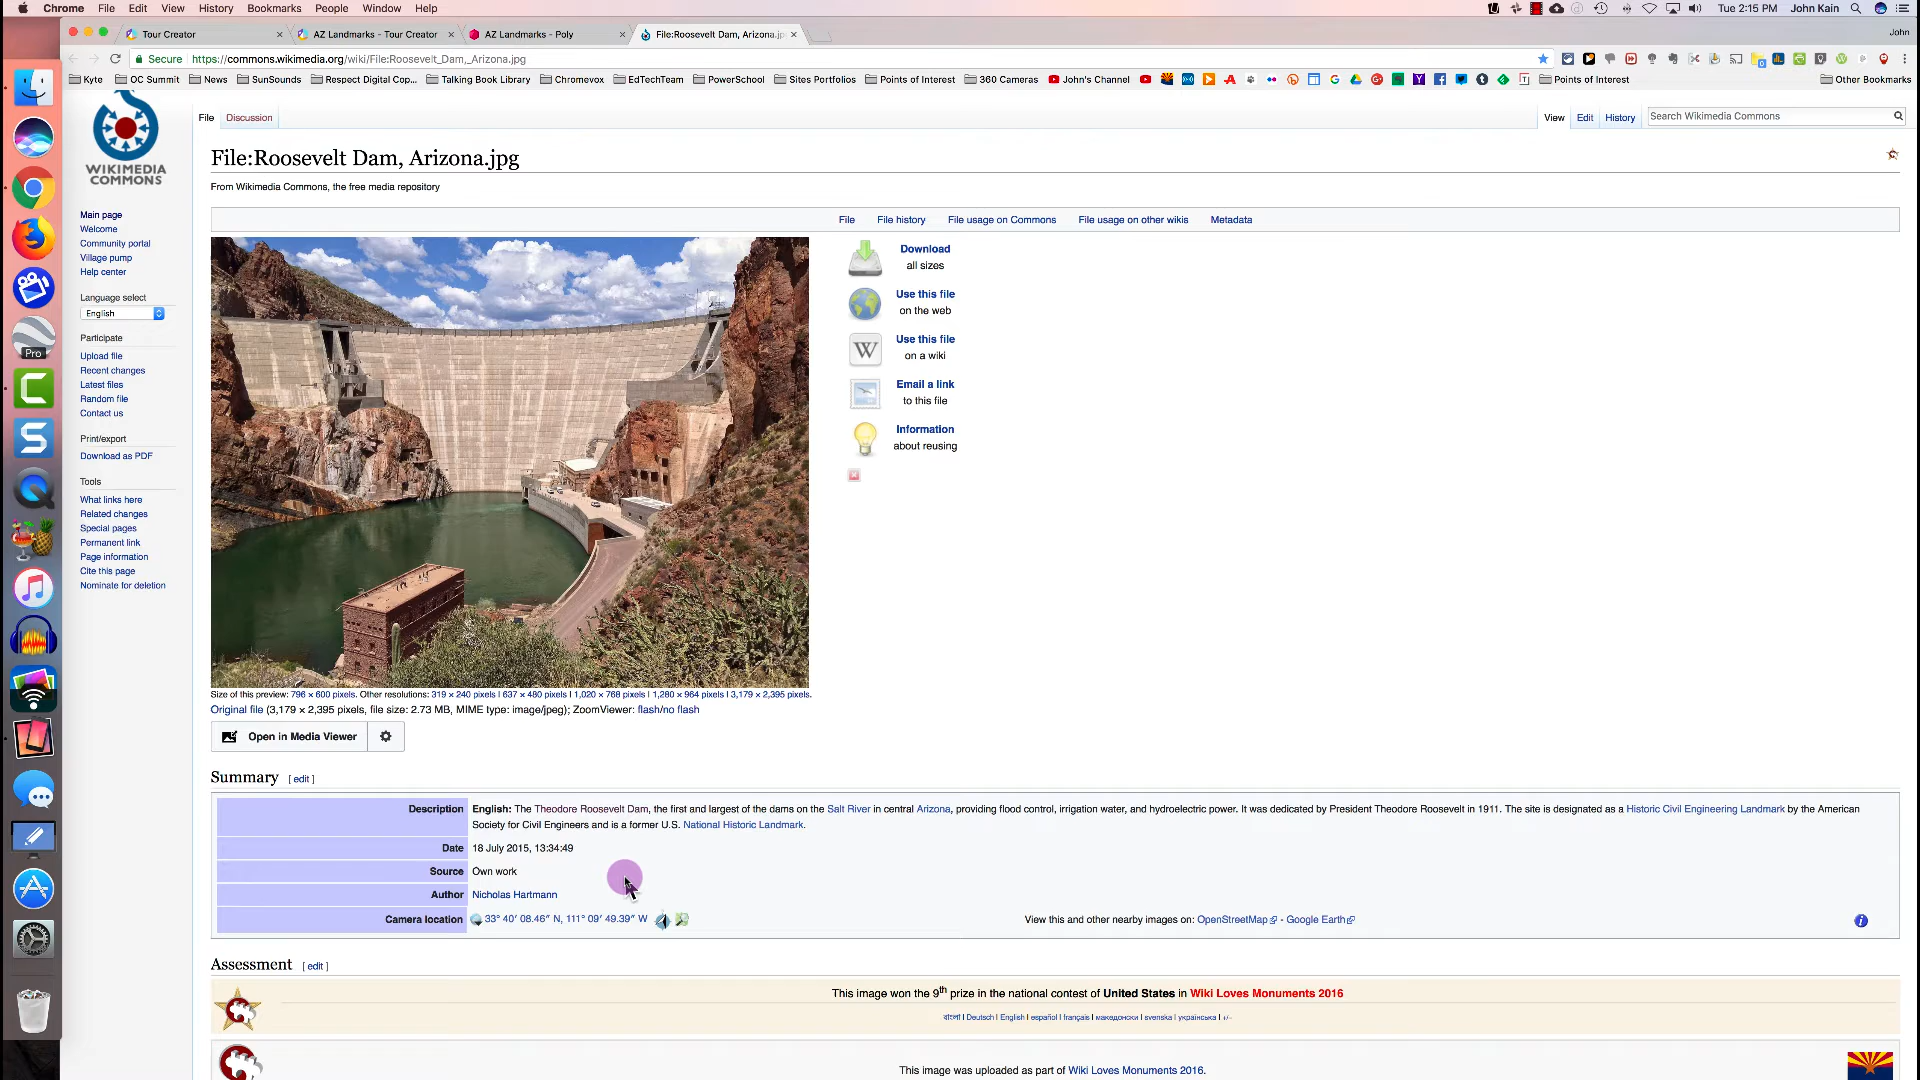 Chrome File Edit View History Bookmarks People Window Help Tue 2:15 PM John Kain
Tour Creator AZ Landmarks - Tour Creator AZ Landmarks - Poly File:Roosevelt Dam, Arizona.jp John
Secure https://commons.wikimedia.org/wiki/File:Roosevelt_Dam,_Arizona.jpg
Kyte OC Summit News SunSounds Respect Digital Cop... Talking Book Library Chromevox EdTechTeam PowerSchool Sites Portfolios Points of Interest 360 Cameras John's Channel Points of Interest Other Bookmarks
WIKIMEDIA
COMMONS
Main page
Welcome
Community portal
Village pump
Help center
Language select
English
Participate
Upload file
Recent changes
Latest files
Random file
Contact us
Print/export
Download as PDF
Tools
What links here
Related changes
Special pages
Permanent link
Page information
Cite this page
Nominate for deletion
Pro
File Discussion View Edit History Search Wikimedia Commons
File:Roosevelt Dam, Arizona.jpg
From Wikimedia Commons, the free media repository
File File history File usage on Commons File usage on other wikis Metadata
Download
all sizes
Use this file
on the web
Use this file
on a wiki
Email a link
to this file
Information
about reusing
Size of this preview: 796 × 600 pixels. Other resolutions: 319 × 240 pixels | 637 × 480 pixels | 1,020 × 768 pixels | 1,280 × 964 pixels | 3,179 × 2,395 pixels.
Original file (3,179 × 2,395 pixels, file size: 2.73 MB, MIME type: image/jpeg); ZoomViewer: flash/no flash
Open in Media Viewer
Summary [ edit ]
Description English: The Theodore Roosevelt Dam, the first and largest of the dams on the Salt River in central Arizona, providing flood control, irrigation water, and hydroelectric power. It was dedicated by President Theodore Roosevelt in 1911. The site is designated as a Historic Civil Engineering Landmark by the American
Society for Civil Engineers and is a former U.S. National Historic Landmark.
Date 18 July 2015, 13:34:49
Source Own work
Author Nicholas Hartmann
Camera location 33° 40′ 08.46″ N, 111° 09′ 49.39″ W View this and other nearby images on: OpenStreetMap - Google Earth
Assessment [ edit ]
This image won the 9th prize in the national contest of United States in Wiki Loves Monuments 2016
বাংলা | Deutsch | English | español | français | македонски | svenska | українська | +/-
This image was uploaded as part of Wiki Loves Monuments 2016.